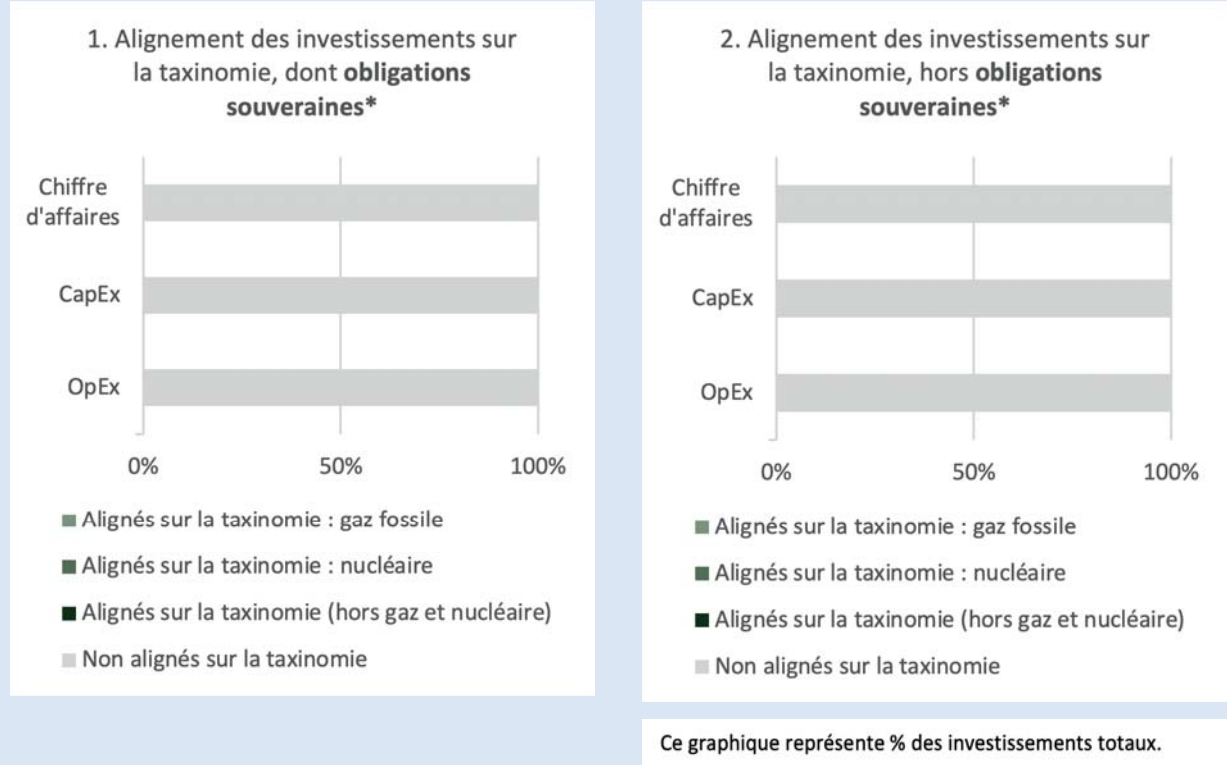 1. Alignement des investissements sur
la taxinomie, dont obligations
souveraines*
Chiffre
d'affaires
CapEx
OpEx
0%
50%
100%
Alignés sur la taxinomie : gaz fossile
Alignés sur la taxinomie : nucléaire
Alignés sur la taxinomie (hors gaz et nucléaire)
Non alignés sur la taxinomie
2. Alignement des investissements sur
la taxinomie, hors obligations
souveraines*
Chiffre
d'affaires
CapEx
OpEx
0%
50%
100%
Alignés sur la taxinomie : gaz fossile
Alignés sur la taxinomie : nucléaire
Alignés sur la taxinomie (hors gaz et nucléaire)
Non alignés sur la taxinomie
Ce graphique représente % des investissements totaux.